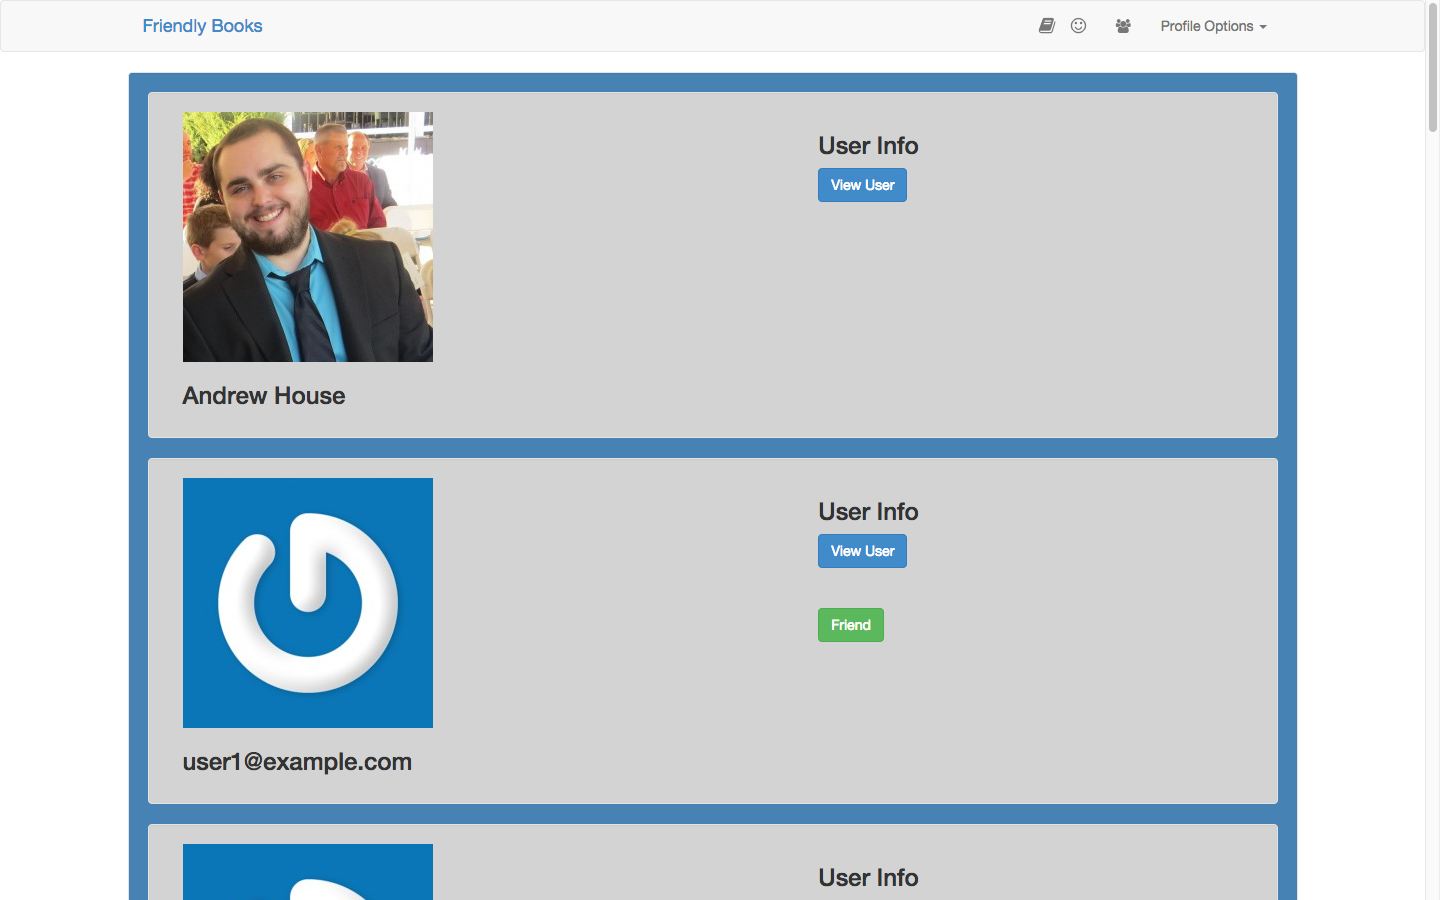 Friendly Books
Profile Options
User Info
View User
Andrew House
User Info
View User
Friend
user1@example.com
User Info